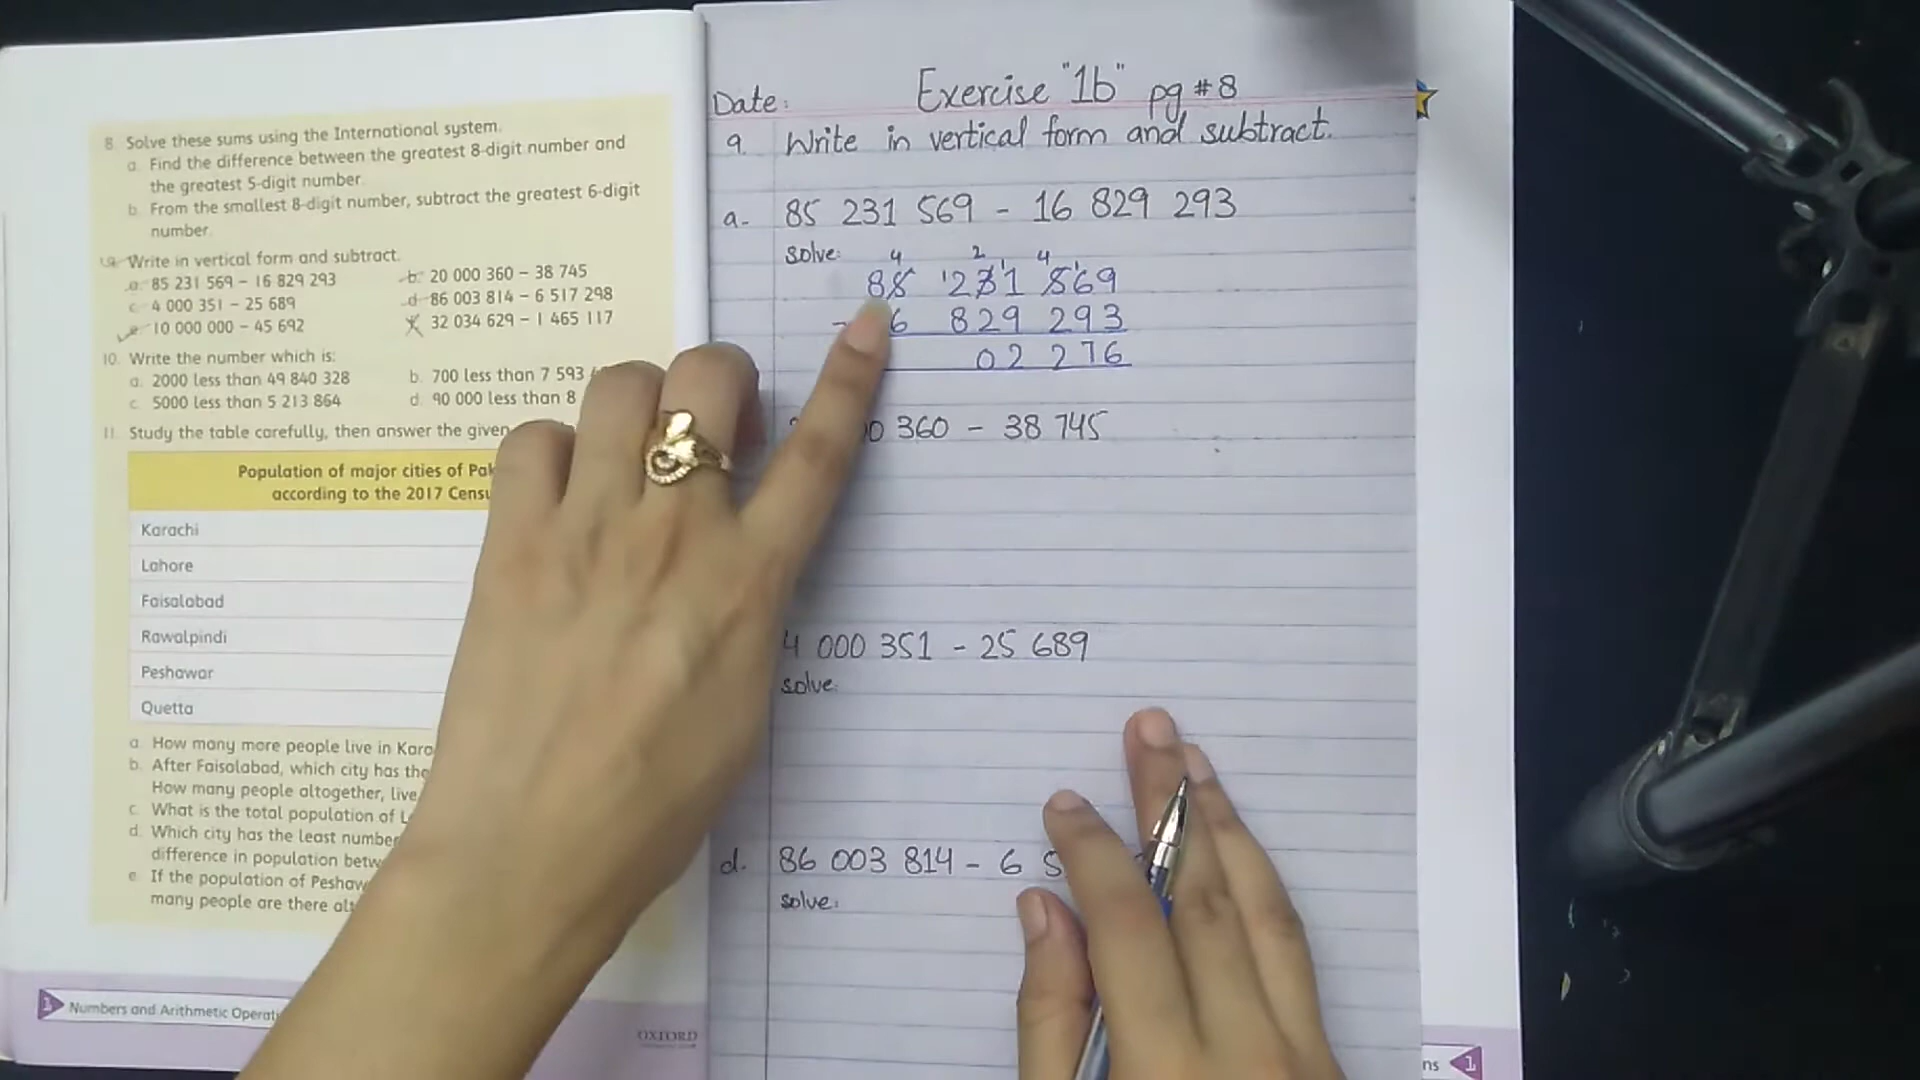 8. Solve these sums using the International system.
a. Find the difference between the greatest 8-digit number and
the greatest 5-digit number.
b. From the smallest 8-digit number, subtract the greatest 6-digit
number.
9. Write in vertical form and subtract.
a. 85 231 569 – 16 829 293
b. 20 000 360 – 38 745
c. 4 000 351 – 25 689
d. 86 003 814 – 6 517 298
e. 10 000 000 – 45 692
32 034 629 – 1 465 117
10. Write the number which is:
a. 2000 less than 49 840 328
b. 700 less than 7 593
c. 5000 less than 5 213 864
d. 90 000 less than 8
11. Study the table carefully, then answer the given
Population of major cities of
according to the 2017
Karachi
Lahore
Faisalabad
Rawalpindi
Peshawar
Quetta
a. How many more people live in
b. After Faisalabad, which city has the
How many people altogether, live
c. What is the total population of
d. Which city has the least
difference in population
e. If the population of
many people are there
1 Numbers and Arithmetic
OXFORD
Date:
Exercise "1b" pg # 8
9. Write in vertical form and subtract.
a. 85 231 569 - 16 829 293
solve:
4 2 4
85 '23'1 5'69
- 6 829 293
02 276
0 360 - 38 745
4 000 351 - 25 689
solve:
d. 86 003 814 - 6 5
solve:
ns 1